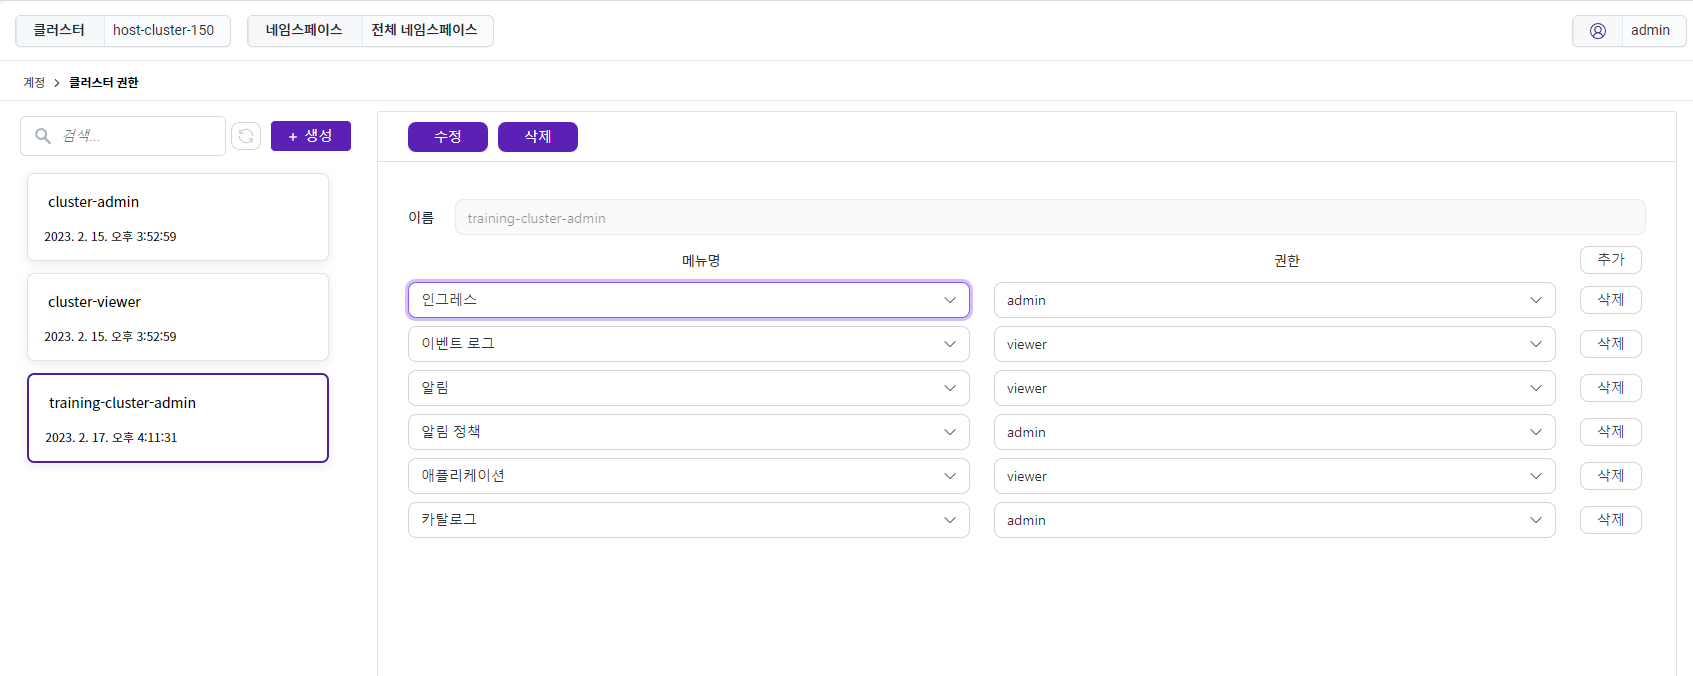 클러스터 host-cluster-150 네임스페이스 전체 네임스페이스 admin
계정 > 클러스터 권한
검색... + 생성
cluster-admin
2023. 2. 15. 오후 3:52:59
cluster-viewer
2023. 2. 15. 오후 3:52:59
training-cluster-admin
2023. 2. 17. 오후 4:11:31
수정 삭제
이름 training-cluster-admin
메뉴명 권한 추가
인그레스 admin 삭제
이벤트 로그 viewer 삭제
알림 viewer 삭제
알림 정책 admin 삭제
애플리케이션 viewer 삭제
카탈로그 admin 삭제